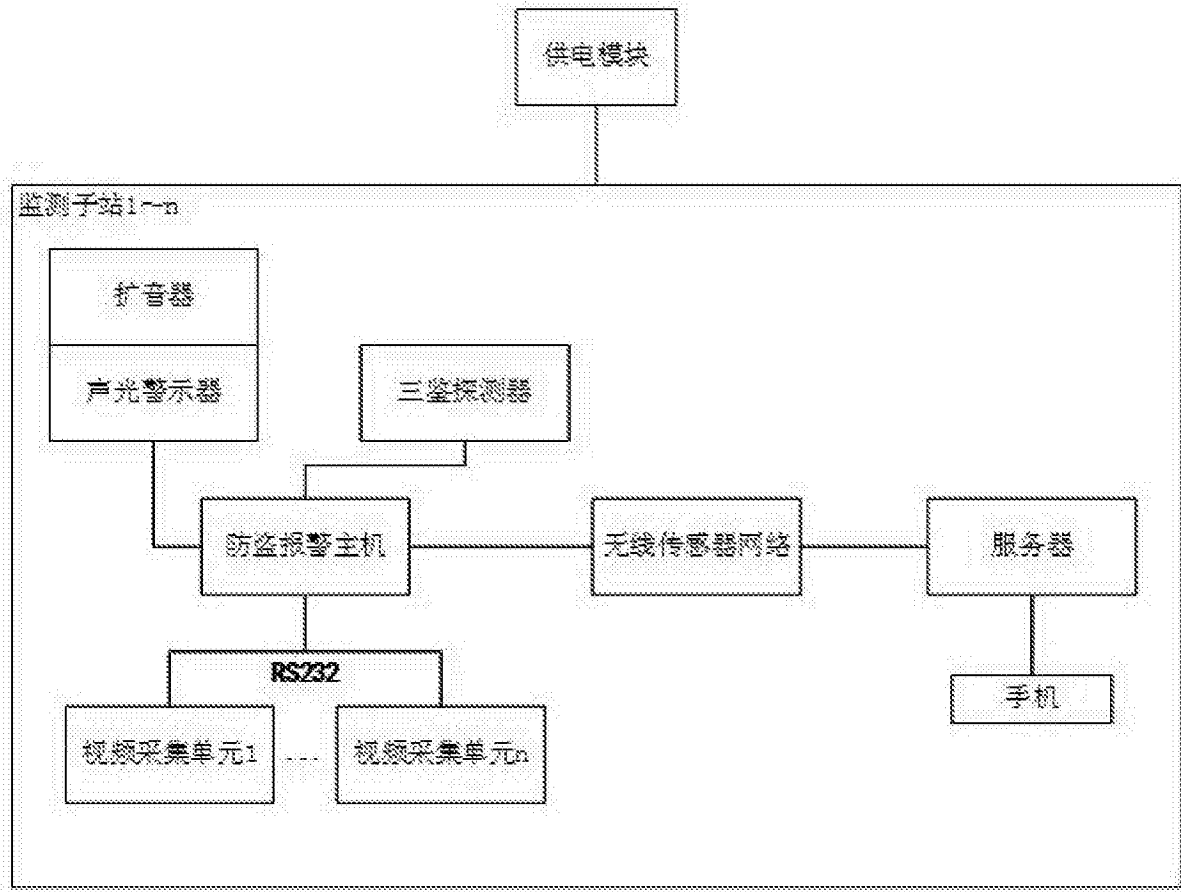 供电模块
监测子站1~n
扩音器
声光警示器
三鉴探测器
防盗报警主机
无线传感器网络
服务器
RS232
手机
视频采集单元1
...
视频采集单元n